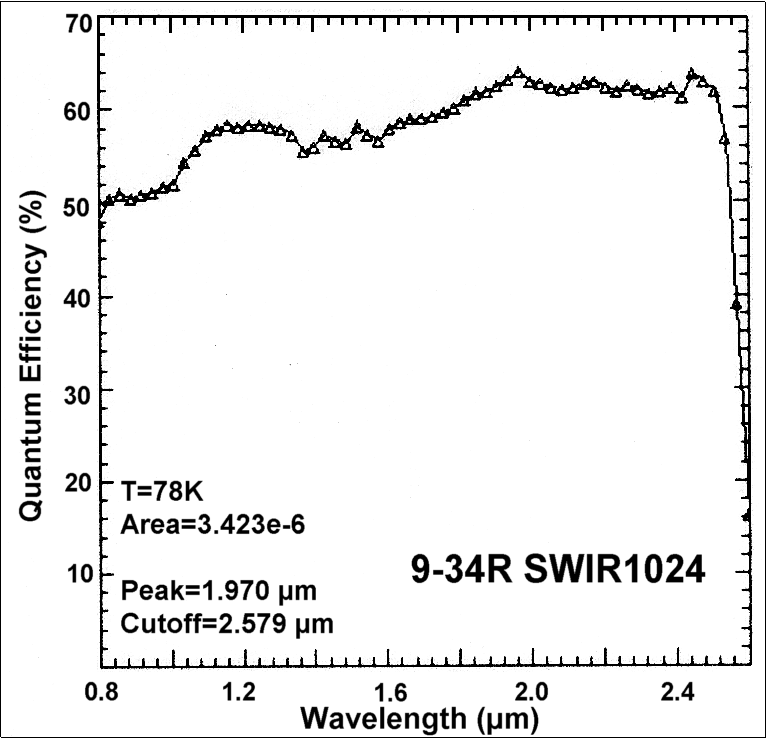 70
60
50
40
30
20
10
Quantum Efficiency (%)
T=78K
Area=3.423e-6
Peak=1.970 µm
Cutoff=2.579 µm
9-34R SWIR1024
0.8 1.2 1.6 2.0 2.4
Wavelength (µm)